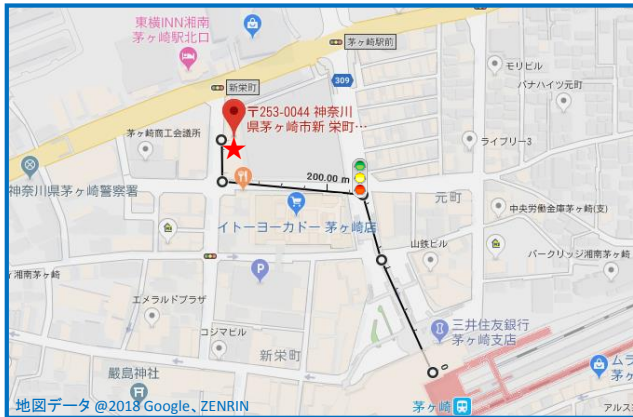 東横INN湘南
茅ヶ崎駅北口
茅ヶ崎駅前
新栄町
309
モリビル
バナハイツ元町
〒253-0044 神奈川
県茅ヶ崎市新 栄町…
茅ヶ崎商工会議所
ライブリー3
神奈川県茅ヶ崎警察署
200.00 m
元町
イトーヨーカドー 茅ヶ崎店
中央労働金庫茅ヶ崎(支)
山鉄ビル
パークリッジ湘南茅ヶ崎
湘南茅ヶ崎
エメラルドプラザ
P
コジマビル
三井住友銀行
茅ヶ崎支店
新栄町
厳島神社
ムラ
地図データ @2018 Google、ZENRIN
茅ケ崎
アルス